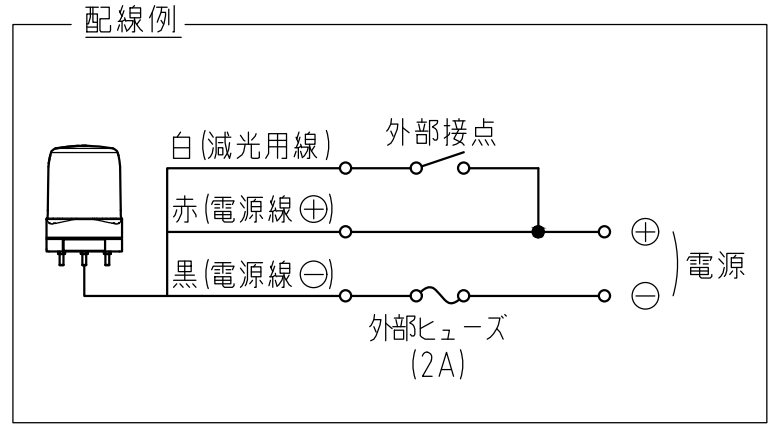 配線例
白(減光用線)
外部接点
赤(電源線⊕)
⊕
黒(電源線⊖)
電源
⊖
外部ヒューズ
(2A)